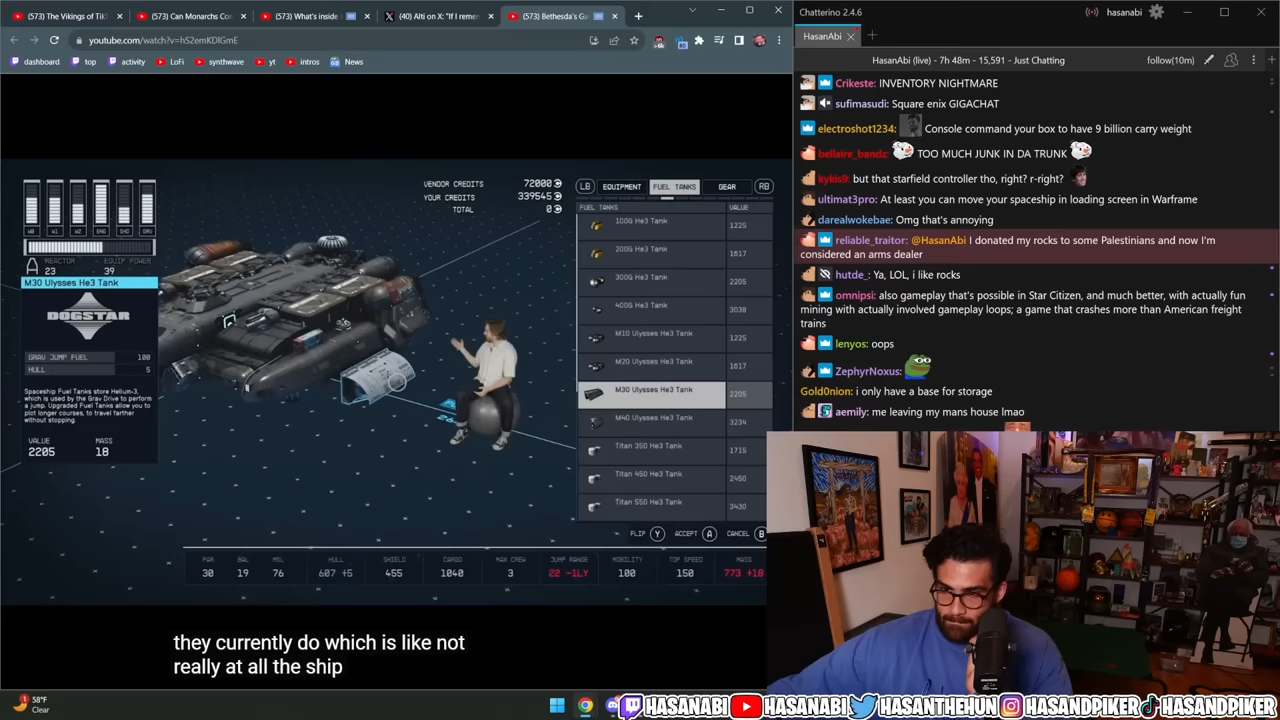 (573) The Vikings of TikT
(573) Can Monarchs Co
(573) What's inside
(40) Alti on X: "If I reme
(573) Bethesda's Ga
youtube.com/watch?v=hS2emKDlGmE
dashboard
top
activity
LoFi
synthwave
yt
intros
News
VENDOR CREDITS 72000
YOUR CREDITS 339545
TOTAL 0
LB EQUIPMENT FUEL TANKS GEAR RB
FUEL TANKS VALUE
100G He3 Tank 1225
200G He3 Tank 1617
300G He3 Tank 2205
400G He3 Tank 3038
M10 Ulysses He3 Tank 1225
M20 Ulysses He3 Tank 1617
M30 Ulysses He3 Tank 2205
M40 Ulysses He3 Tank 3234
Titan 350 He3 Tank 1715
Titan 450 He3 Tank 2450
Titan 550 He3 Tank 3430
FLIP Y ACCEPT A CANCEL B
W0 W1 W2 ENG SHD GRV
A REACTOR 23 EQUIP POWER 39
M30 Ulysses He3 Tank
DOGSTAR
GRAV JUMP FUEL 100
HULL 5
Spaceship Fuel Tanks store Helium-3,
which is used by the Grav Drive to perform
a jump. Upgraded Fuel Tanks allow you to
plot longer courses, to travel farther
without stopping.
VALUE MASS
2205 18
PAR BAL MSL HULL SHIELD CARGO MAX CREW JUMP RANGE MOBILITY TOP SPEED MASS
30 19 76 607 +5 455 1040 3 22 -1LY 100 150 773 +18
they currently do which is like not
really at all the ship
58°F
Clear
Chatterino 2.4.6
hasanabi
HasanAbi
HasanAbi (live) - 7h 48m - 15,591 - Just Chatting
follow(10m)
Crikeste: INVENTORY NIGHTMARE
sufimasudi: Square enix GIGACHAT
electroshot1234: Console command your box to have 9 billion carry weight
bellaire_bandz: TOO MUCH JUNK IN DA TRUNK
kykis9: but that starfield controller tho, right? r-right?
ultimat3pro: At least you can move your spaceship in loading screen in Warframe
darealwokebae: Omg that's annoying
reliable_traitor: @HasanAbi I donated my rocks to some Palestinians and now I'm
considered an arms dealer
hutde_: Ya, LOL, i like rocks
omnipsi: also gameplay that's possible in Star Citizen, and much better, with actually fun
mining with actually involved gameplay loops; a game that crashes more than American freight
trains
lenyos: oops
ZephyrNoxus:
Gold0nion: i only have a base for storage
aemily: me leaving my mans house lmao
HASANABI HASANABI HASANTHEHUN HASANDPIKER HASANDPIKER